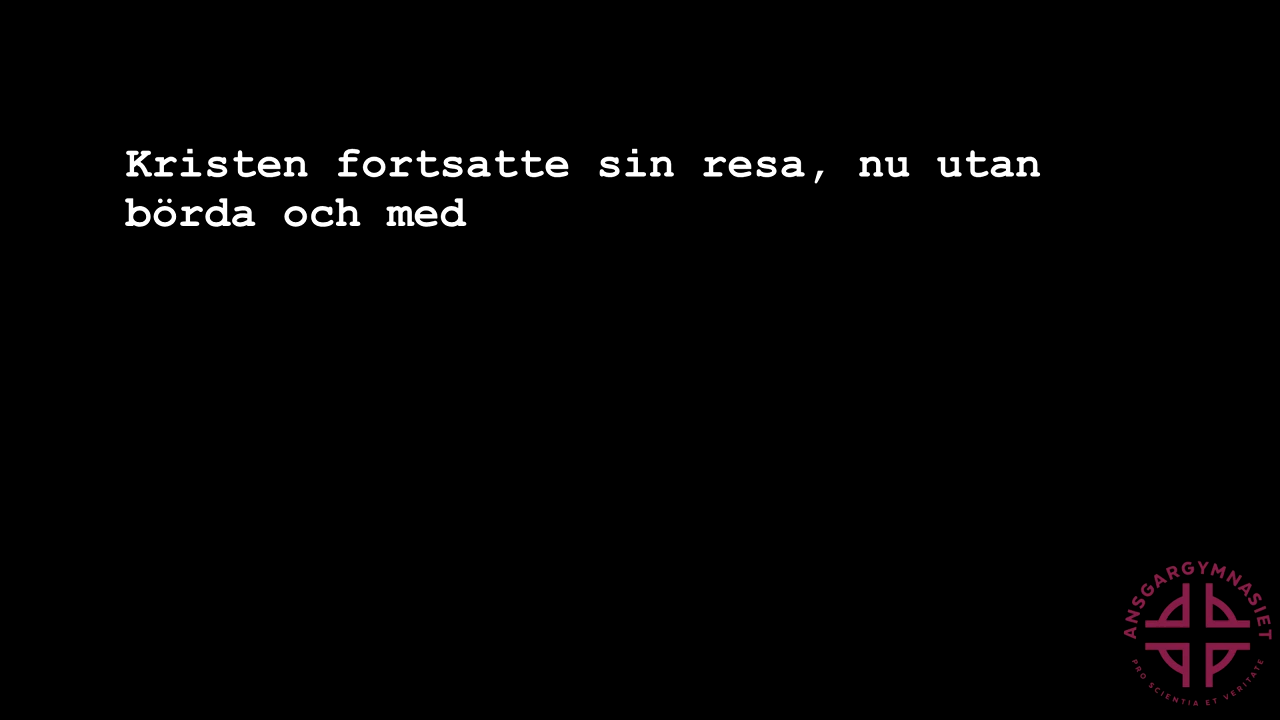 Kristen fortsatte sin resa, nu utan
börda och med
ANSGARGYMNASIET
PRO SCIENTIA ET VERITATE